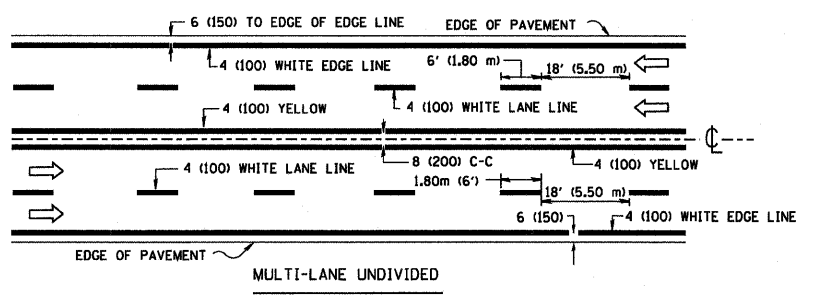 6 (150) TO EDGE OF EDGE LINE
EDGE OF PAVEMENT
4 (100) WHITE EDGE LINE
6' (1.80 m)
18' (5.50 m)
4 (100) YELLOW
4 (100) WHITE LANE LINE
CL
4 (100) WHITE LANE LINE
8 (200) C-C
4 (100) YELLOW
1.80m (6')
18' (5.50 m)
6 (150)
4 (100) WHITE EDGE LINE
EDGE OF PAVEMENT
MULTI-LANE UNDIVIDED